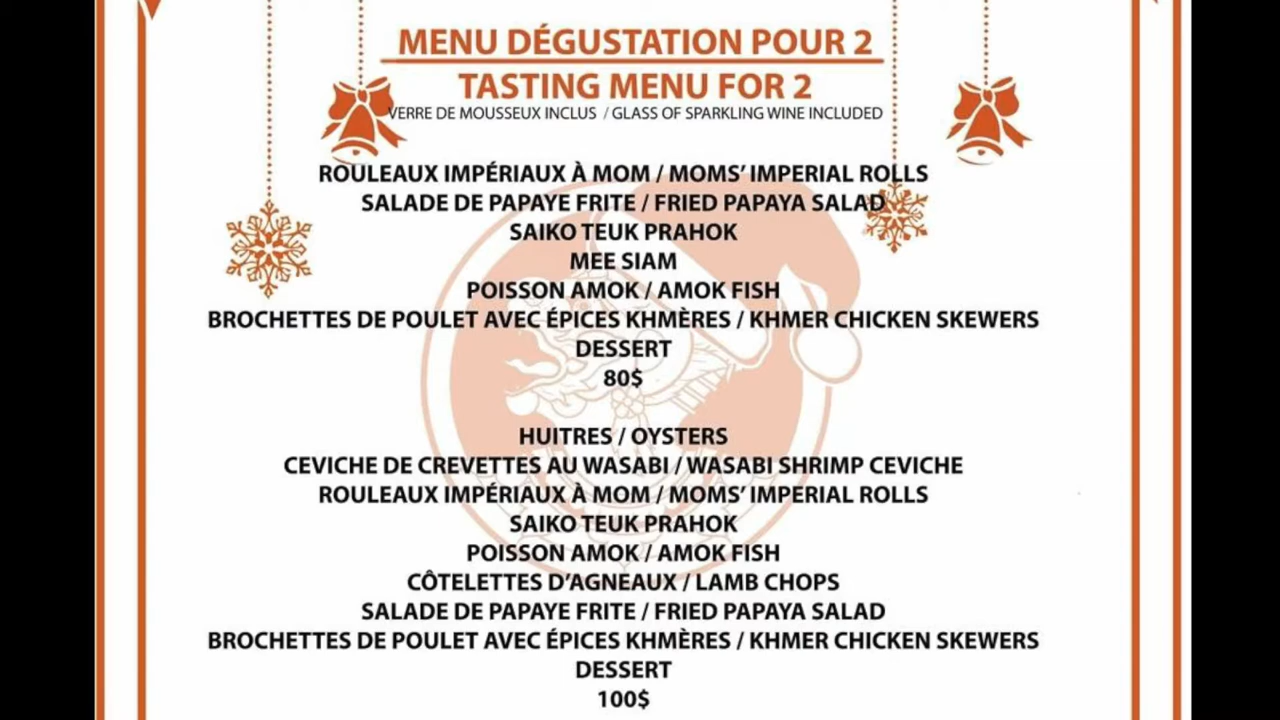 MENU DÉGUSTATION POUR 2
TASTING MENU FOR 2
VERRE DE MOUSSEUX INCLUS / GLASS OF SPARKLING WINE INCLUDED
ROULEAUX IMPÉRIAUX À MOM / MOMS' IMPERIAL ROLLS
SALADE DE PAPAYE FRITE / FRIED PAPAYA SALAD
SAIKO TEUK PRAHOK
MEE SIAM
POISSON AMOK / AMOK FISH
BROCHETTES DE POULET AVEC ÉPICES KHMÈRES / KHMER CHICKEN SKEWERS
DESSERT
80$
HUITRES / OYSTERS
CEVICHE DE CREVETTES AU WASABI / WASABI SHRIMP CEVICHE
ROULEAUX IMPÉRIAUX À MOM / MOMS' IMPERIAL ROLLS
SAIKO TEUK PRAHOK
POISSON AMOK / AMOK FISH
CÔTELETTES D'AGNEAUX / LAMB CHOPS
SALADE DE PAPAYE FRITE / FRIED PAPAYA SALAD
BROCHETTES DE POULET AVEC ÉPICES KHMÈRES / KHMER CHICKEN SKEWERS
DESSERT
100$